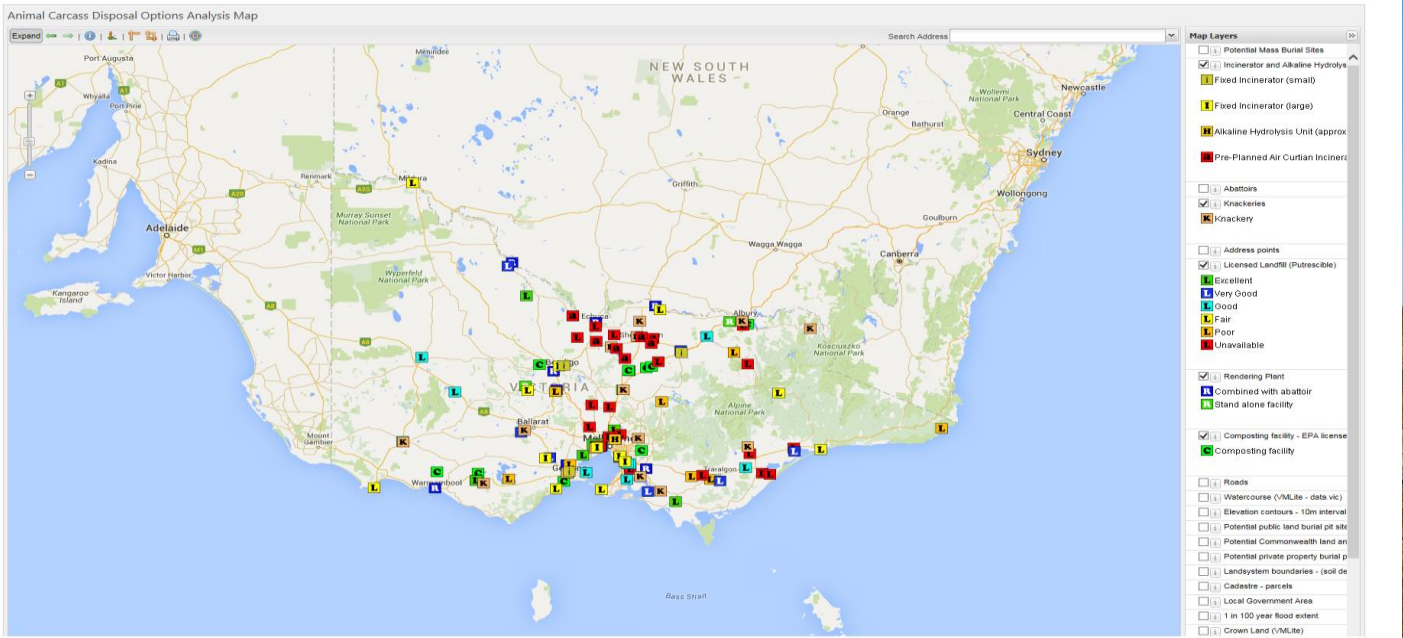 Animal Carcass Disposal Options Analysis Map
Expand
Search Address
Map Layers
Potential Mass Burial Sites
Incinerator and Alkaline Hydrolys
Fixed Incinerator (small)
Fixed Incinerator (large)
Alkaline Hydrolysis Unit (approx
Pre-Planned Air Curtian Incinera
Abattoirs
Knackeries
Knackery
Address points
Licensed Landfill (Putrescible)
Excellent
Very Good
Good
Fair
Poor
Unavailable
Rendering Plant
Combined with abattoir
Stand alone facility
Composting facility - EPA license
Composting facility
Roads
Watercourse (VMLite - data.vic)
Elevation contours - 10m interval
Potential public land burial pit site
Potential Commonwealth land an
Potential private property burial p
Landsystem boundaries - (soil de
Cadastre - parcels
Local Government Area
1 in 100 year flood extent
Crown Land (VMLite)
Port Augusta
Menindee
NEW SOUTH
WALES
Whyalla
Port Pirie
Wollemi
National Park
Newcastle
Orange
Bathurst
Central Coast
Sydney
Kadina
Renmark
Griffith
Wollongong
Murray Sunset
National Park
Goulburn
Adelaide
Wagga Wagga
Canberra
Victor Harbor
Wyperfeld
National Park
Kangaroo
Island
Echuca
Albury
Kosciuszko
National Park
VICTORIA
Alpine
National Park
Ballarat
Mount
Gambier
Traralgon
Warrnambool
Bass Strait